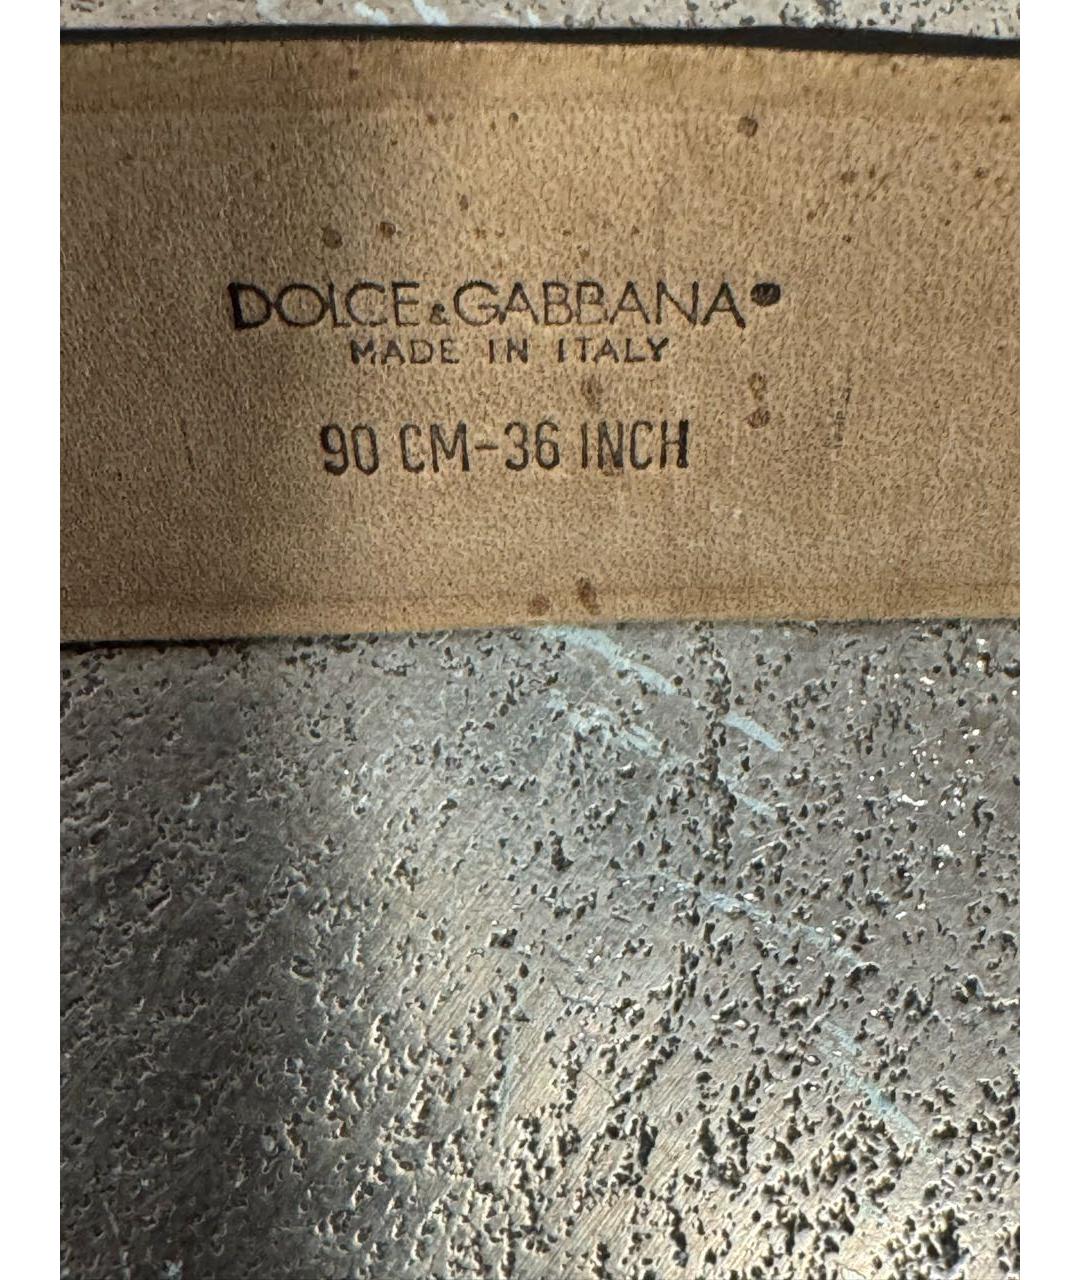 DOLCE&GABBANA
MADE IN ITALY
90 CM-36 INCH